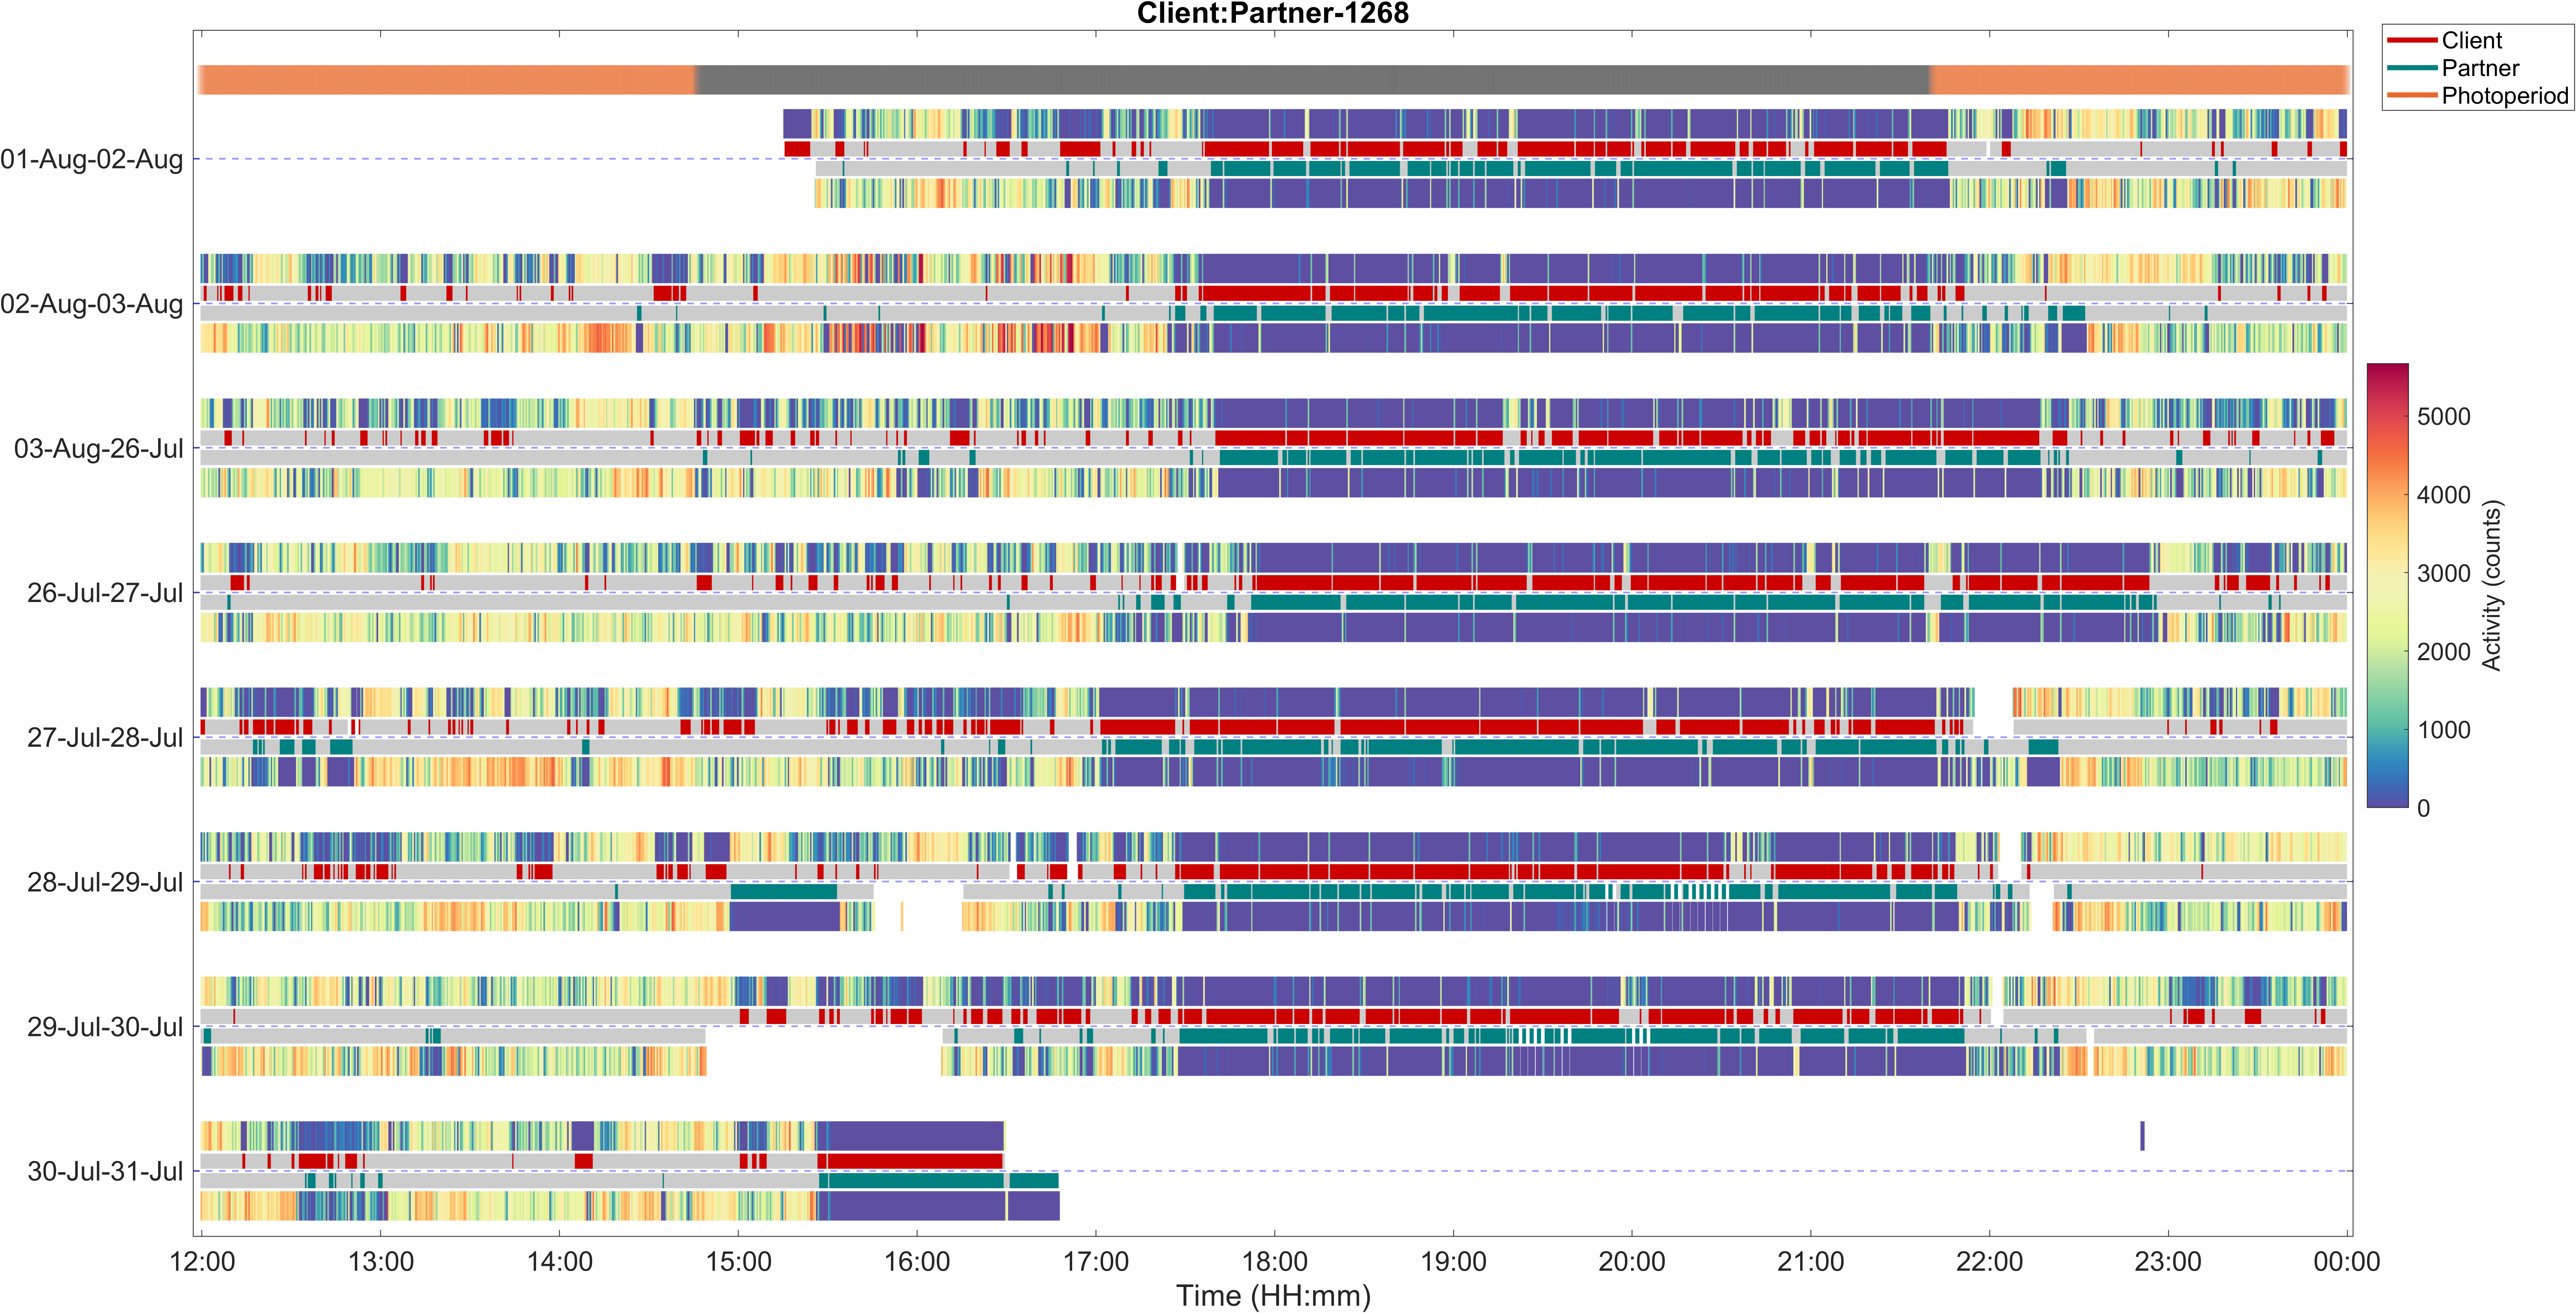 Client:Partner-1268
Client
Partner
Photoperiod
01-Aug-02-Aug
02-Aug-03-Aug
03-Aug-26-Jul
26-Jul-27-Jul
27-Jul-28-Jul
28-Jul-29-Jul
29-Jul-30-Jul
30-Jul-31-Jul
5000
4000
3000
2000
1000
0
Activity (counts)
12:00 13:00 14:00 15:00 16:00 17:00 18:00 19:00 20:00 21:00 22:00 23:00 00:00
Time (HH:mm)